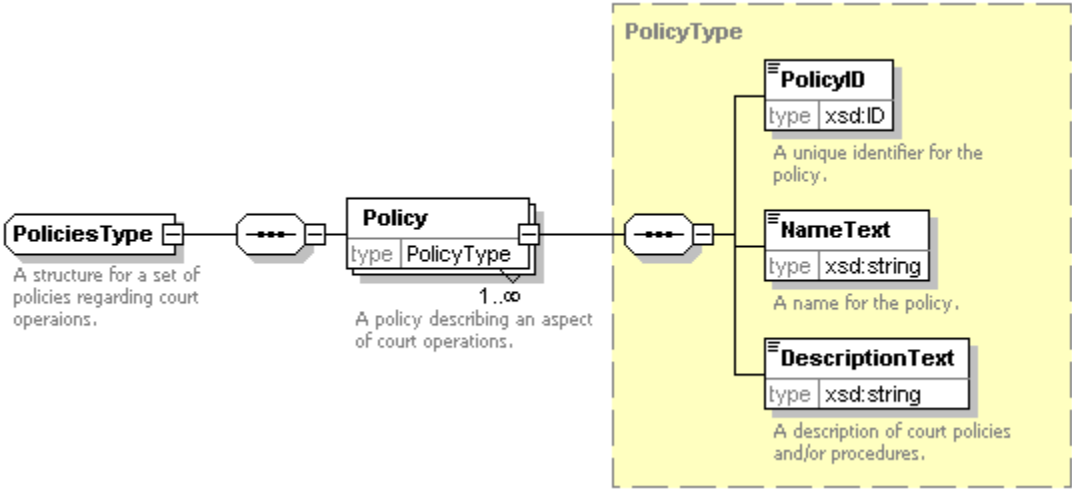 PolicyType
PolicyID
type xsd:ID
A unique identifier for the
policy.
PoliciesType
A structure for a set of
policies regarding court
operaions.
Policy
type PolicyType
1..∞
A policy describing an aspect
of court operations.
NameText
type xsd:string
A name for the policy.
DescriptionText
type xsd:string
A description of court policies
and/or procedures.